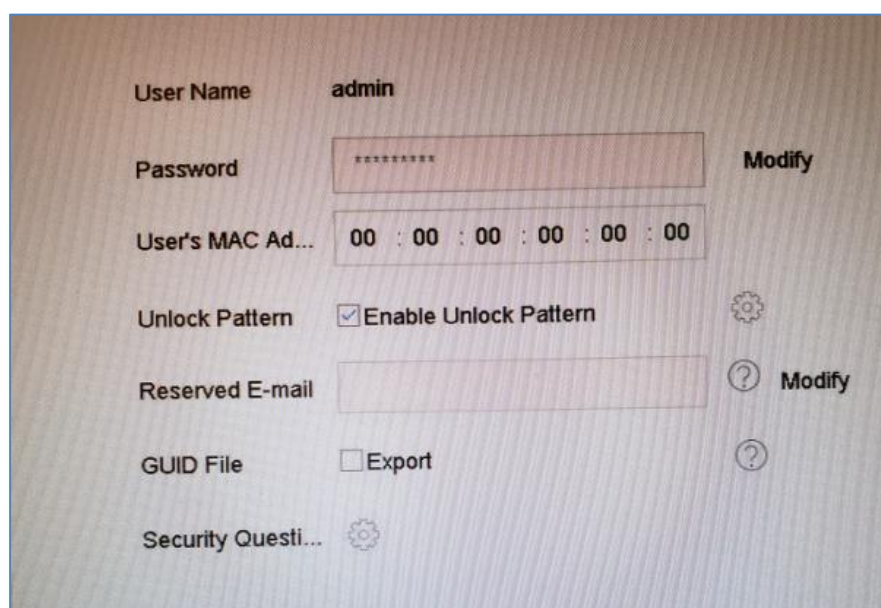 User Name admin
Password ********* Modify
User's MAC Ad... 00 : 00 : 00 : 00 : 00 : 00
Unlock Pattern Enable Unlock Pattern
Reserved E-mail ? Modify
GUID File Export ?
Security Questi...